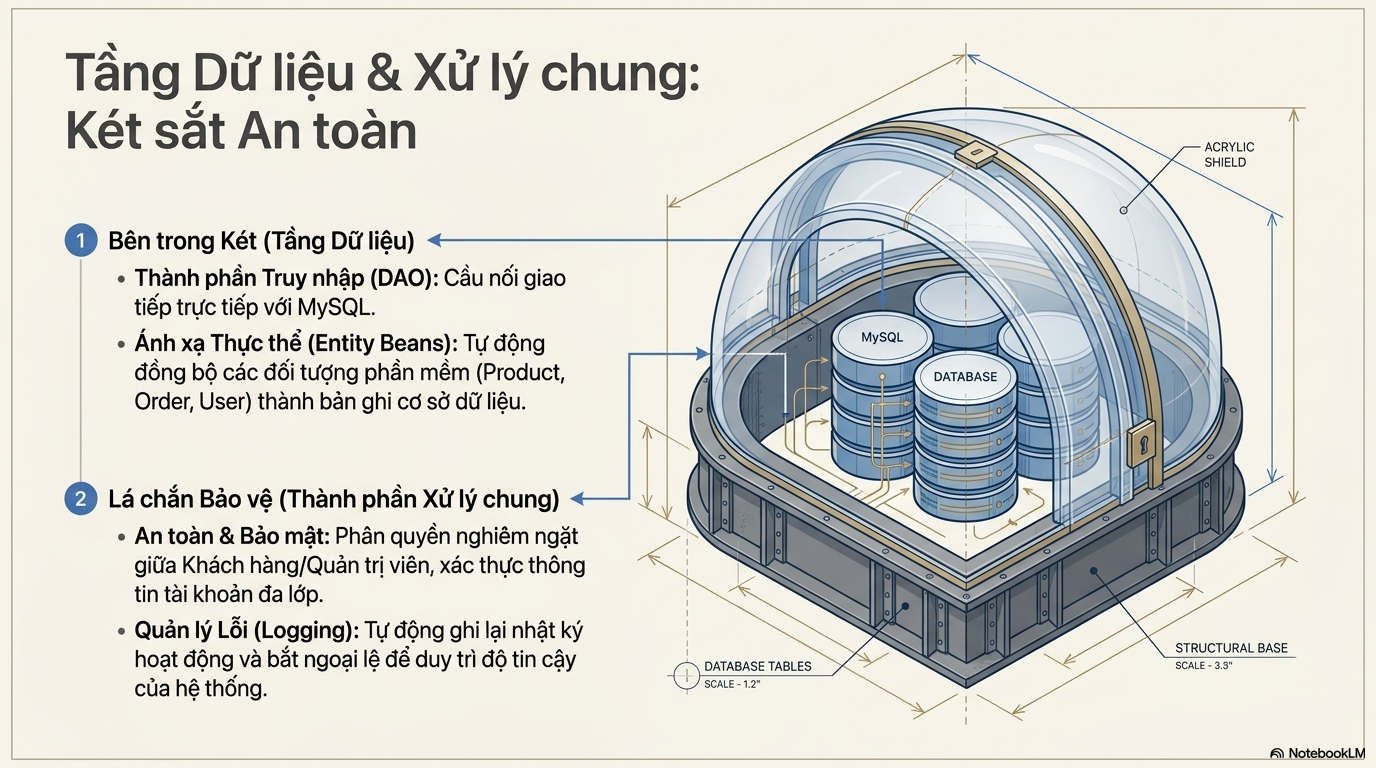 Tầng Dữ liệu & Xử lý chung:
Két sắt An toàn
1 Bên trong Két (Tầng Dữ liệu)
• Thành phần Truy nhập (DAO): Cầu nối giao
tiếp trực tiếp với MySQL.
• Ánh xạ Thực thể (Entity Beans): Tự động
đồng bộ các đối tượng phần mềm (Product,
Order, User) thành bản ghi cơ sở dữ liệu.
2 Lá chắn Bảo vệ (Thành phần Xử lý chung)
• An toàn & Bảo mật: Phân quyền nghiêm ngặt
giữa Khách hàng/Quản trị viên, xác thực thông
tin tài khoản đa lớp.
• Quản lý Lỗi (Logging): Tự động ghi lại nhật ký
hoạt động và bắt ngoại lệ để duy trì độ tin cậy
của hệ thống.
ACRYLIC
SHIELD
MySQL
DATABASE
DATABASE TABLES
SCALE - 1.2"
STRUCTURAL BASE
SCALE - 3.3"
NotebookLM